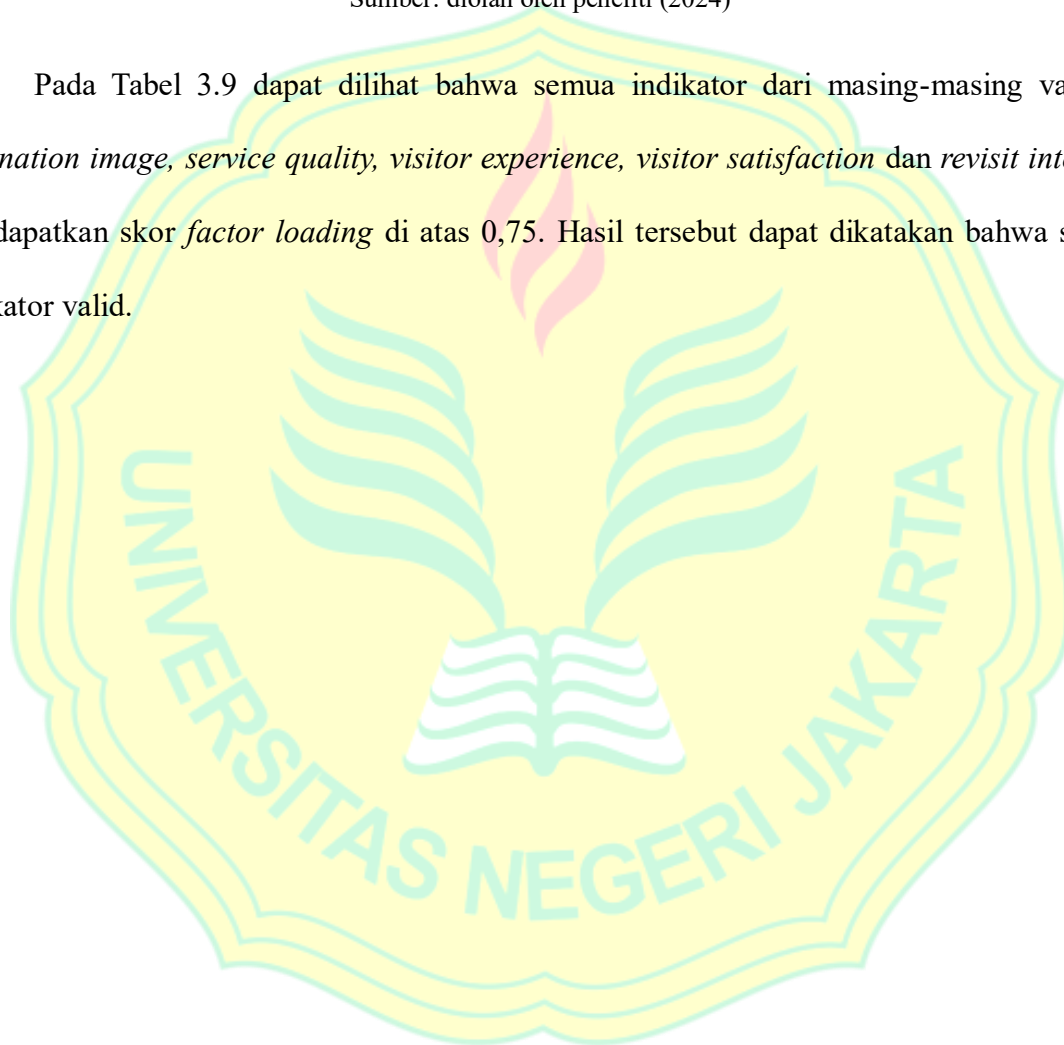 Sumber: diolah oleh peneliti (2024)
Pada Tabel 3.9 dapat dilihat bahwa semua indikator dari masing-masing va
nation image, service quality, visitor experience, visitor satisfaction dan revisit inte
dapatkan skor factor loading di atas 0,75. Hasil tersebut dapat dikatakan bahwa s
kator valid.
UNIVERSITAS NEGERI JAKARTA